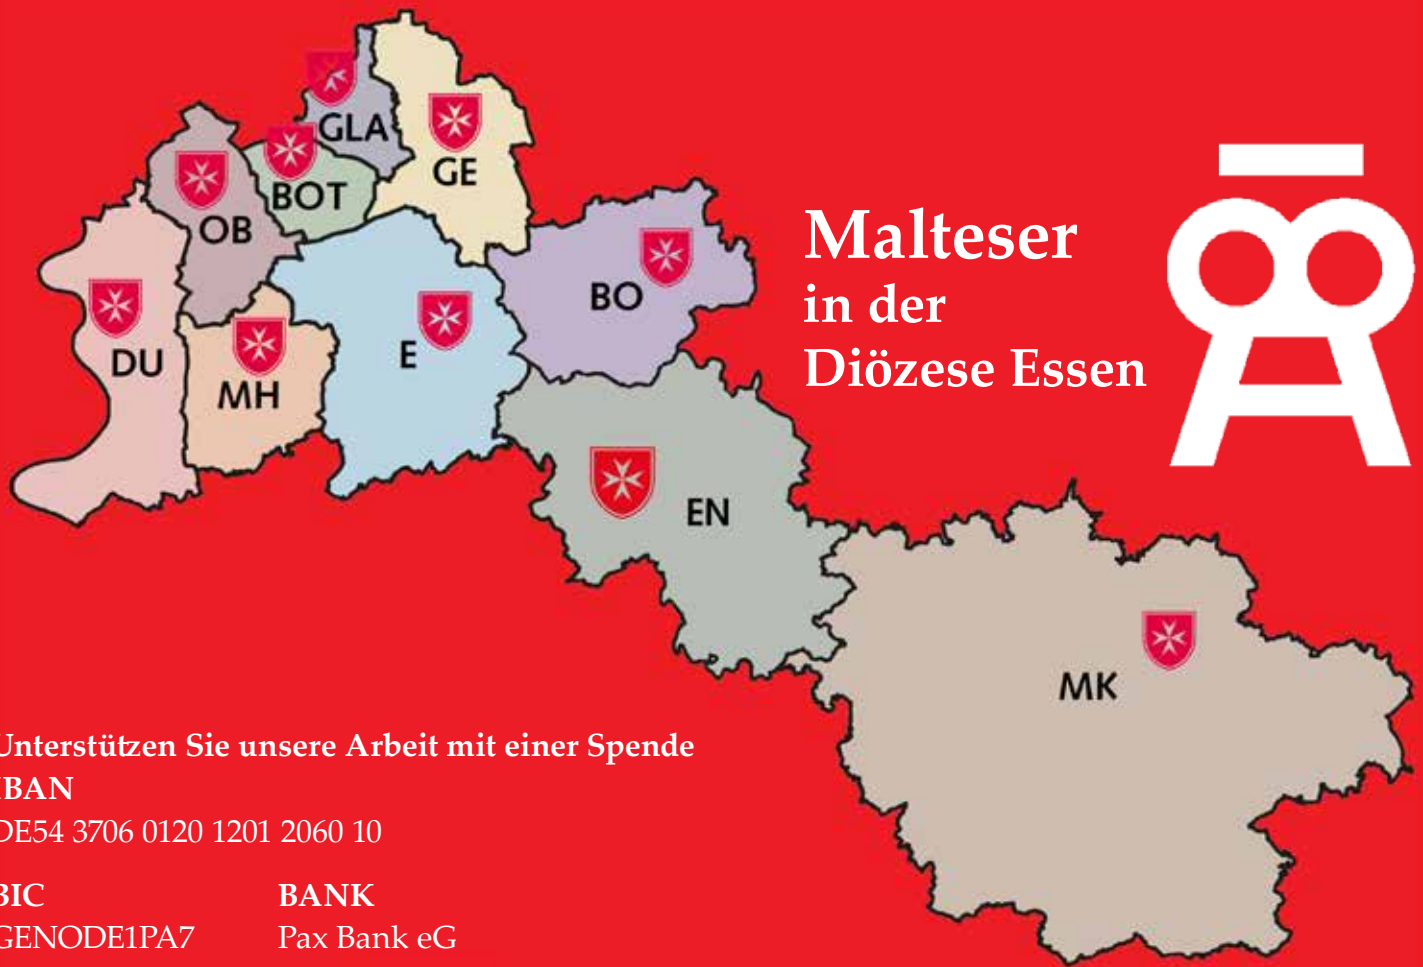 GLA
GE
BOT
OB
BO
DU
MH
E
EN
MK
Malteser
in der
Diözese Essen
Unterstützen Sie unsere Arbeit mit einer Spende
IBAN
DE54 3706 0120 1201 2060 10
BIC BANK
GENODE1PA7 Pax Bank eG